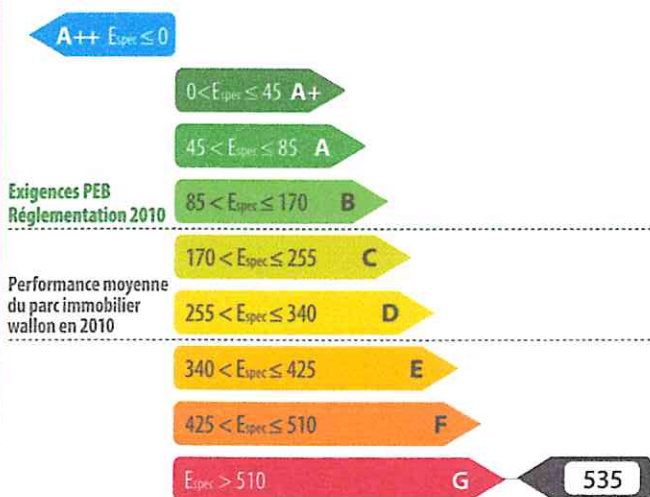 A++ Espec ≤ 0
0 < Espec ≤ 45 A+
45 < Espec ≤ 85 A
Exigences PEB
Réglementation 2010
85 < Espec ≤ 170 B
170 < Espec ≤ 255 C
Performance moyenne
du parc immobilier
wallon en 2010
255 < Espec ≤ 340 D
340 < Espec ≤ 425 E
425 < Espec ≤ 510 F
Espec > 510 G
535